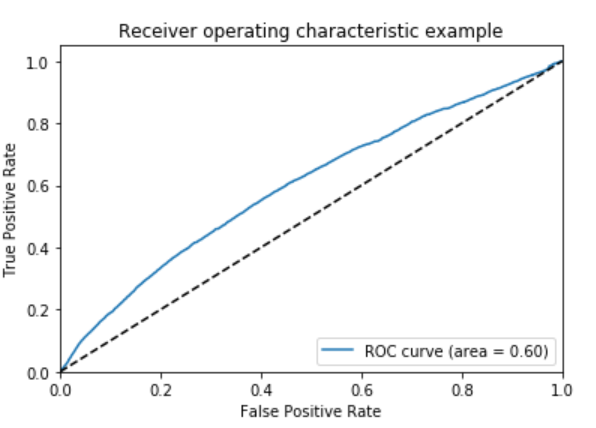 Receiver operating characteristic example
1.0
0.8
0.6
0.4
0.2
0.0
True Positive Rate
ROC curve (area = 0.60)
0.0 0.2 0.4 0.6 0.8 1.0
False Positive Rate